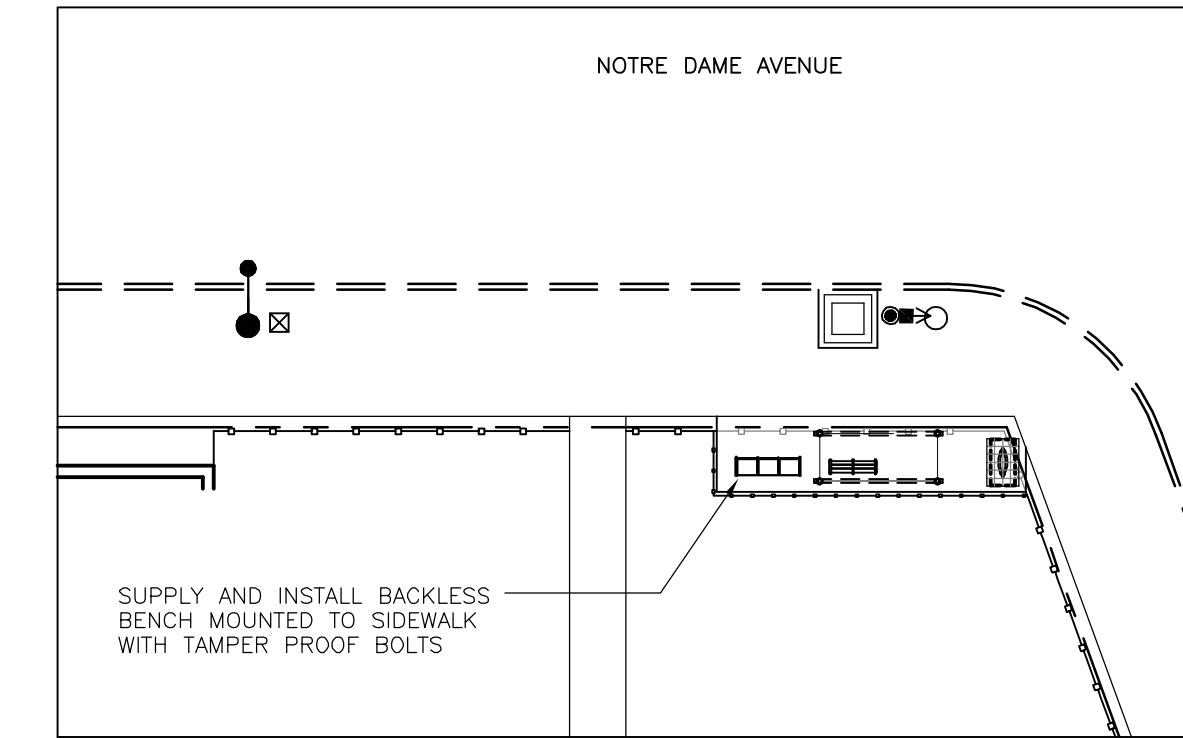 NOTRE DAME AVENUE
SUPPLY AND INSTALL BACKLESS
BENCH MOUNTED TO SIDEWALK
WITH TAMPER PROOF BOLTS